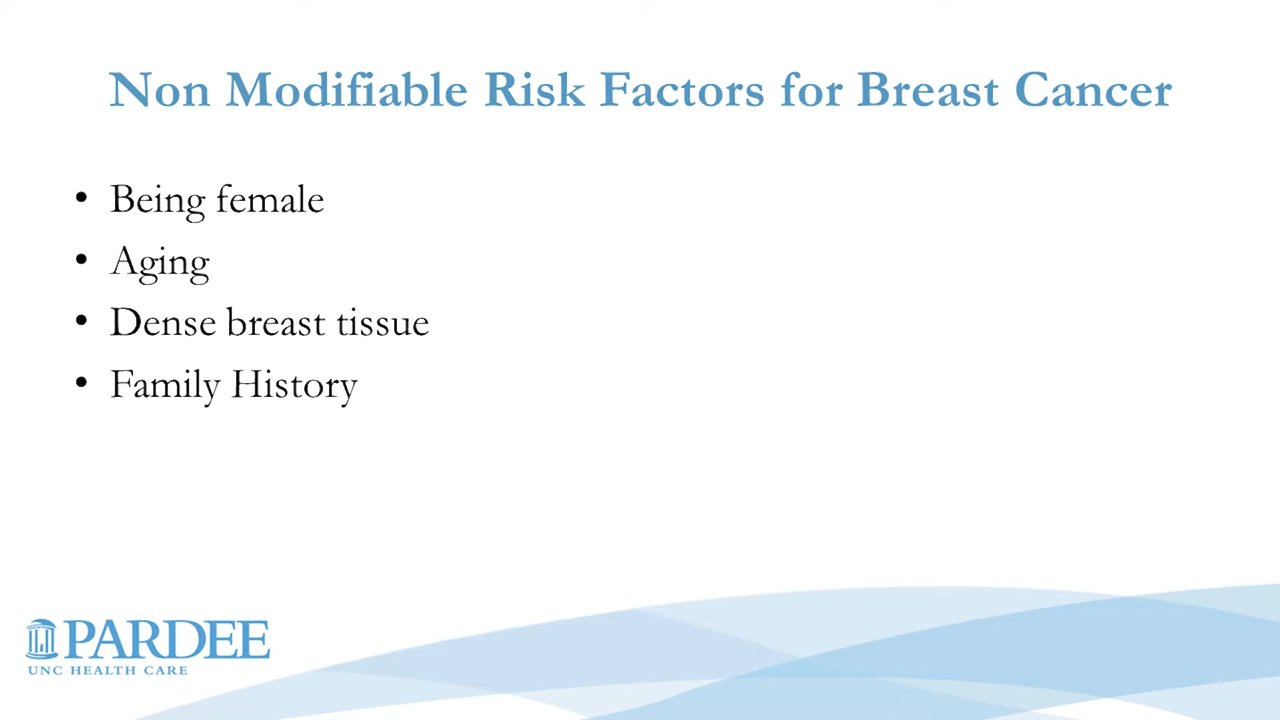 Non Modifiable Risk Factors for Breast Cancer
• Being female
• Aging
• Dense breast tissue
• Family History
PARDEE
UNC HEALTH CARE